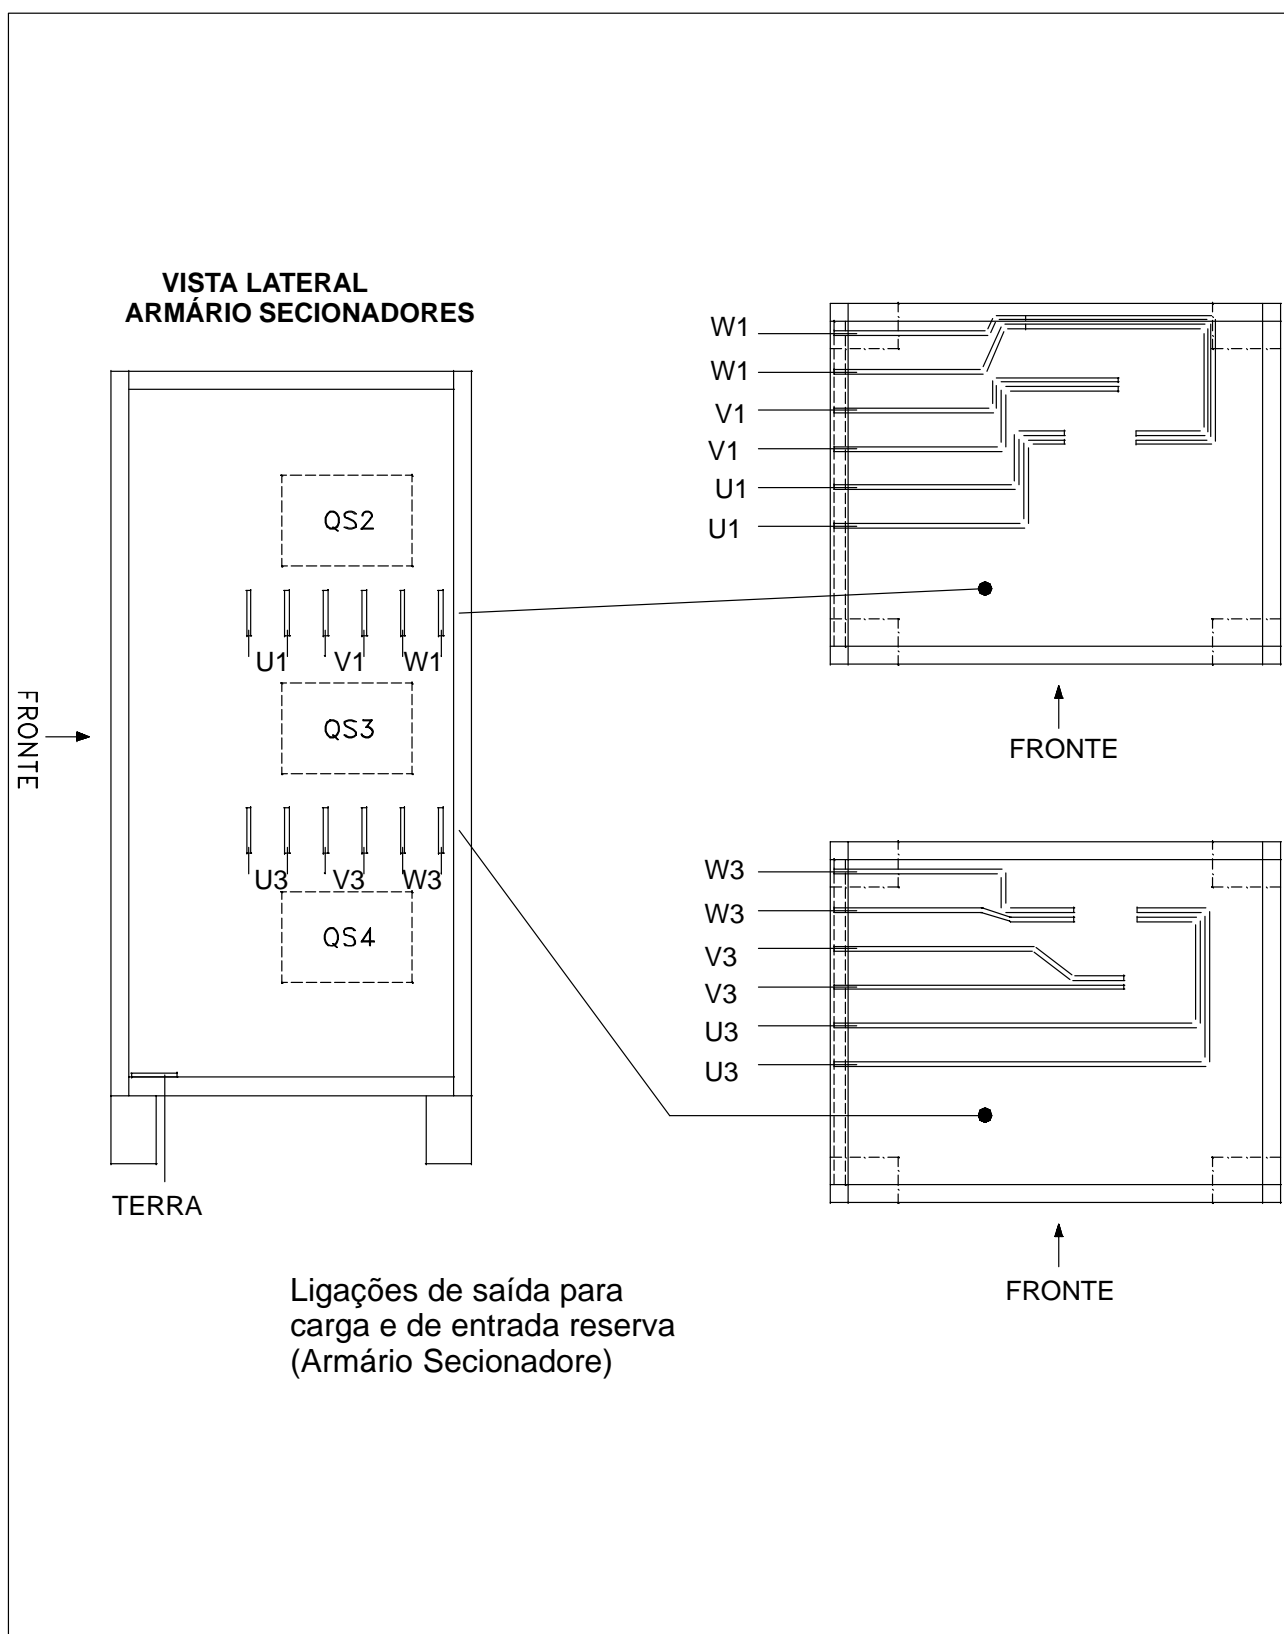 VISTA LATERAL
ARMÁRIO SECIONADORES
QS2
U1 V1 W1
QS3
U3 V3 W3
QS4
FRONTE
TERRA
W1
W1
V1
V1
U1
U1
FRONTE
W3
W3
V3
V3
U3
U3
FRONTE
Ligações de saída para
carga e de entrada reserva
(Armário Secionadore)